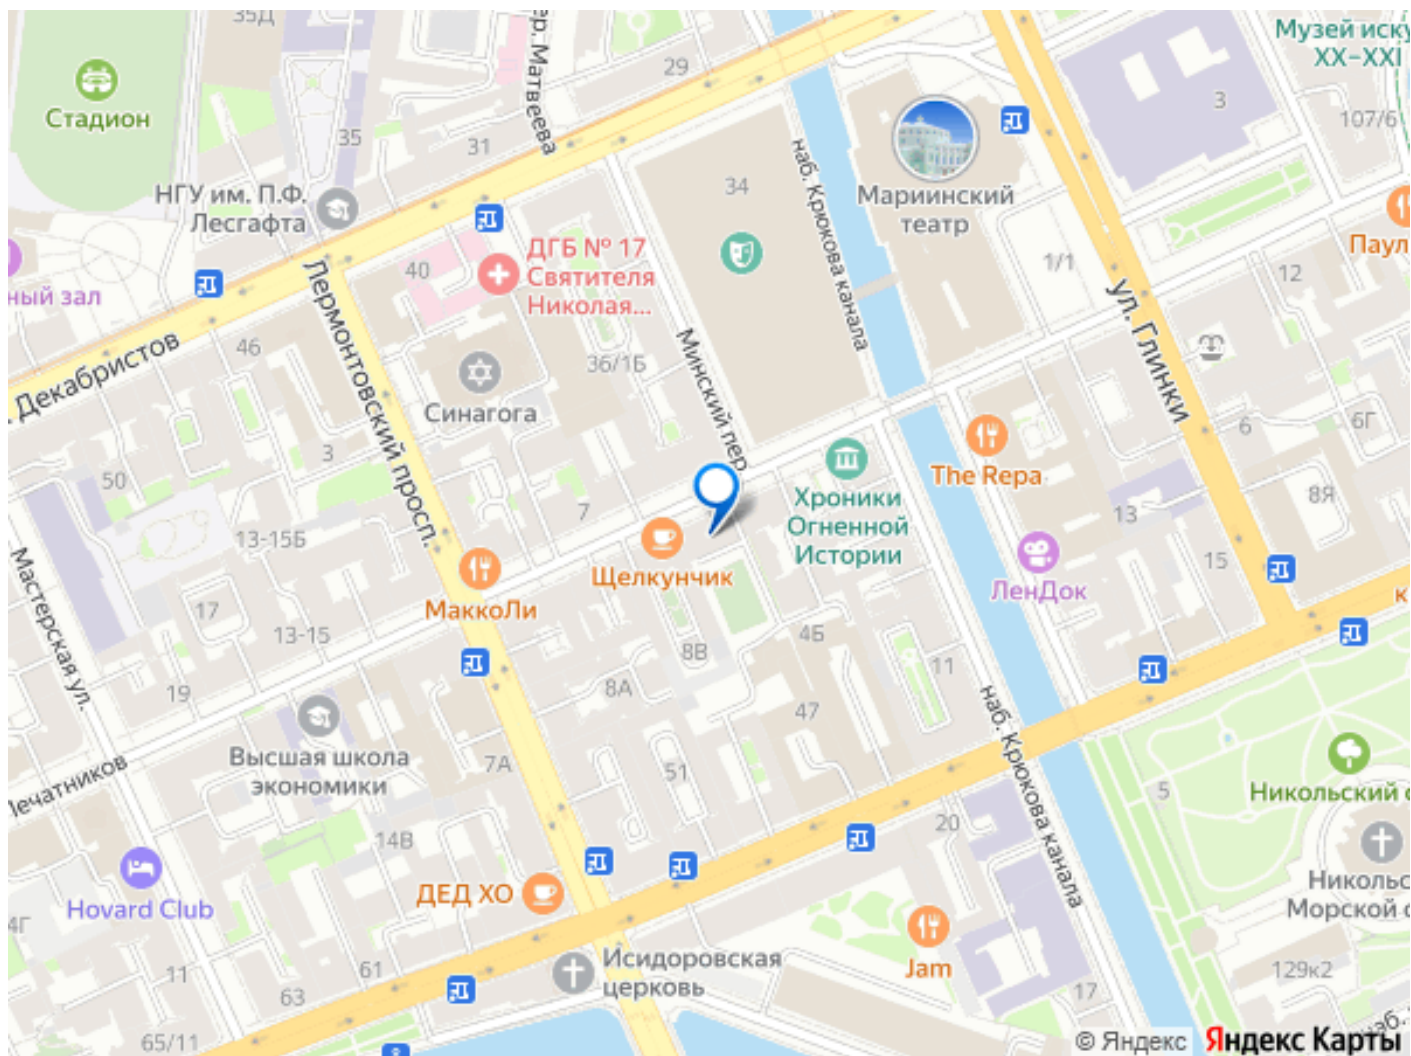 35Д
ер. Матвеева
29
Музей иску
XX–XXI
Стадион
3
107/6
35
31
НГУ им. П.Ф.
Лесгафта
34
наб. Крюкова канала
Мариинский
театр
ДГБ № 17
Святителя
Николая...
40
1/1
Паул
12
ный зал
Лермонтовский просп.
Минский пер
ул. Глинки
46
Декабристов
36/1Б
Синагога
3
6
6Г
50
The Repa
Хроники
Огненной
Истории
8Я
7
13
13-15Б
15
Щелкунчик
МаккоЛи
ЛенДок
к
Мастерская ул.
17
13-15
4Б
8В
11
19
8А
наб. Крюкова канала
47
Высшая школа
экономики
7А
51
Печатников
5
Никольский с
14В
20
ДЕД ХО
Hovard Club
Никольс
Морской с
4Г
Jam
Исидоровская
церковь
11
61
63
129к2
17
65/11
наб.
© Яндекс Яндекс Карты